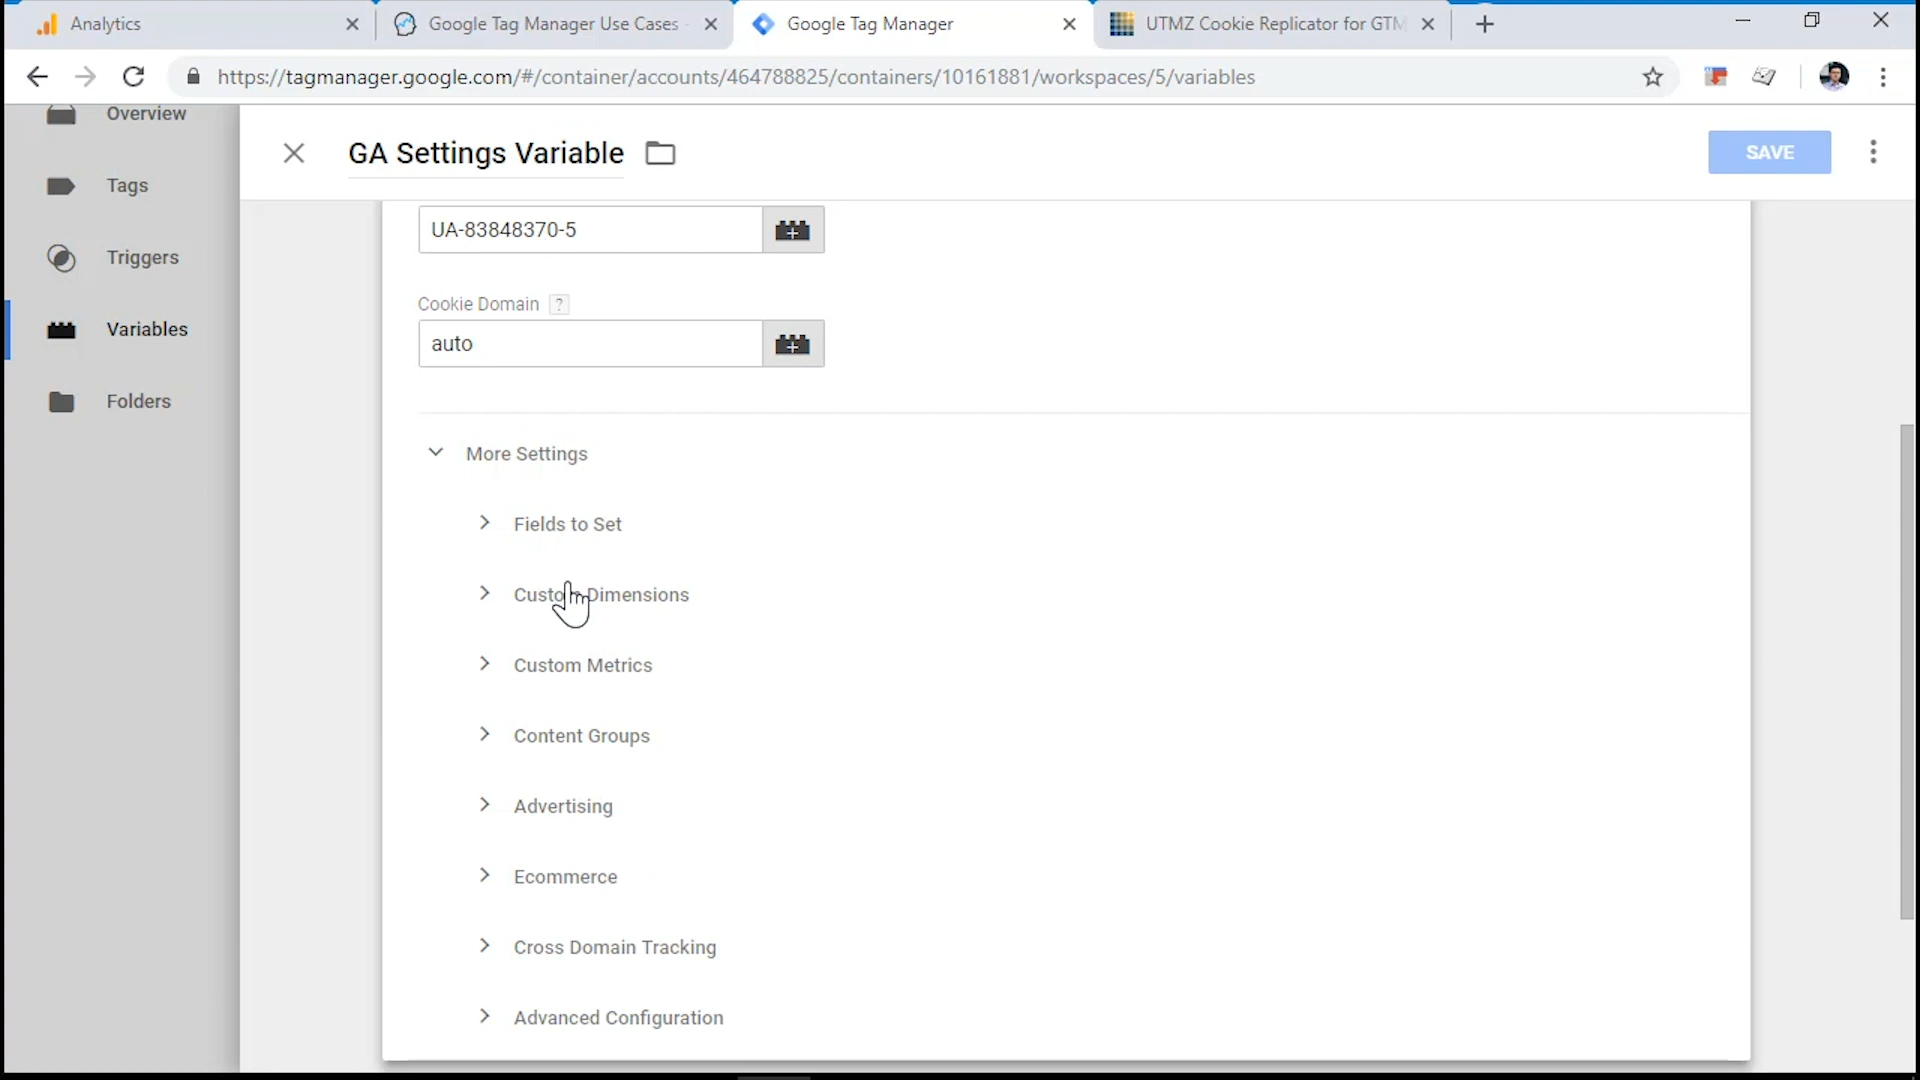 Analytics
Google Tag Manager Use Cases -
Google Tag Manager
UTMZ Cookie Replicator for GTM
https://tagmanager.google.com/#/container/accounts/464788825/containers/10161881/workspaces/5/variables
Overview
Tags
Triggers
Variables
Folders
GA Settings Variable
SAVE
UA-83848370-5
Cookie Domain ?
auto
More Settings
Fields to Set
Custom Dimensions
Custom Metrics
Content Groups
Advertising
Ecommerce
Cross Domain Tracking
Advanced Configuration